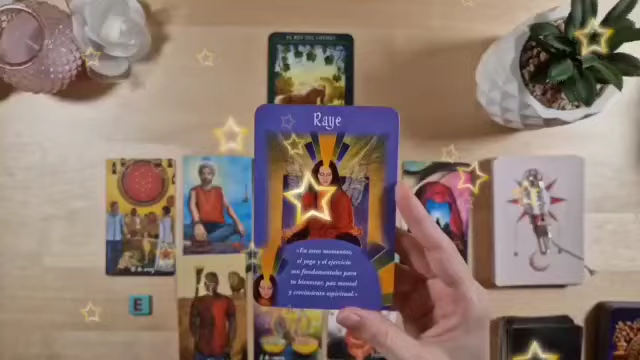 Raye
«En estos momentos,
el yoga y el ejercicio
son fundamentales para
tu bienestar, paz mental
y crecimiento espiritual.»
E